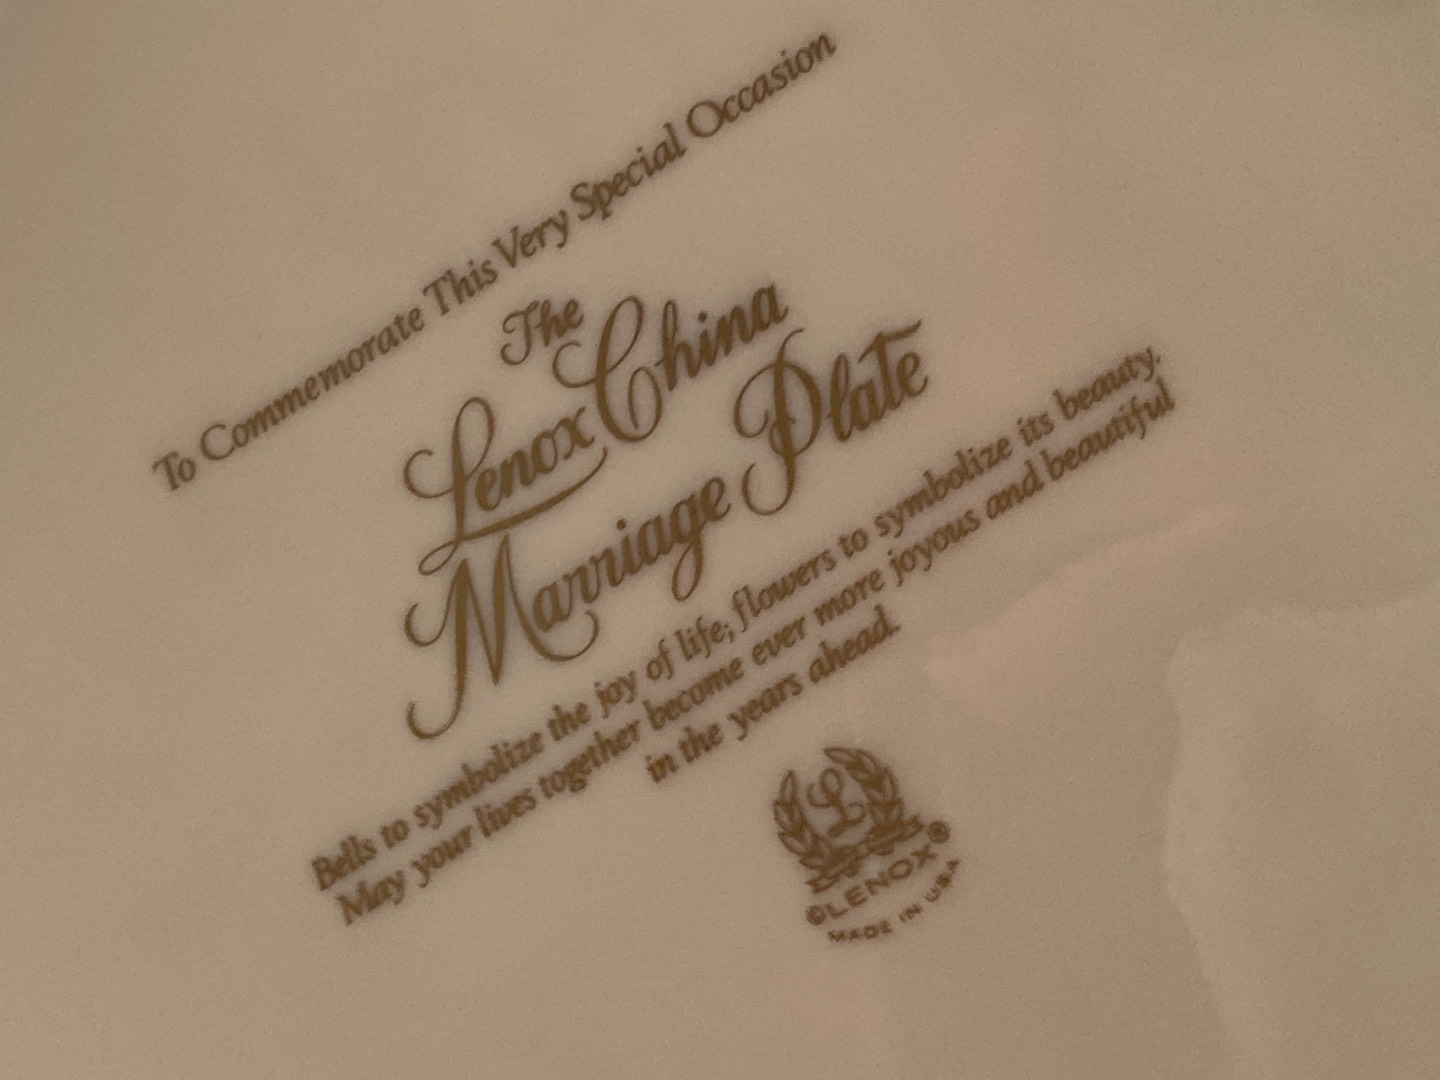 To Commemorate This Very Special Occasion
The
Lenox China
Marriage Plate
Bells to symbolize the joy of life; flowers to symbolize its beauty.
May your lives together become ever more joyous and beautiful
in the years ahead.
L
©LENOX®
MADE IN U.S.A